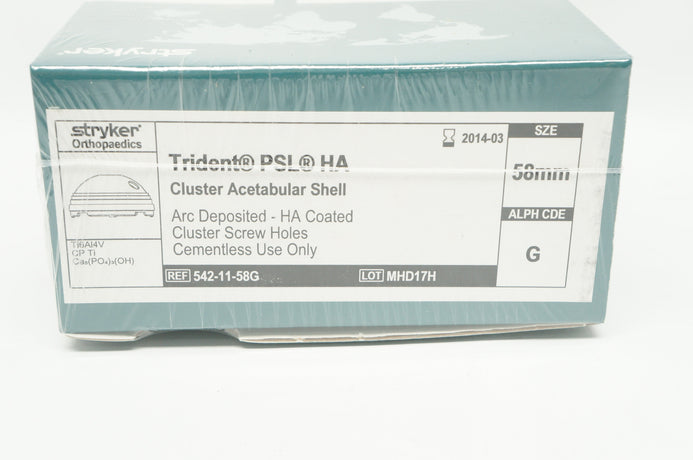 stryker®
stryker®
Orthopaedics
Ti6Al4V
CP Ti
Ca₅(PO₄)₃(OH)
Trident® PSL® HA
Cluster Acetabular Shell
Arc Deposited - HA Coated
Cluster Screw Holes
Cementless Use Only
2014-03
SZE
58mm
ALPH CDE
G
REF 542-11-58G
LOT MHD17H